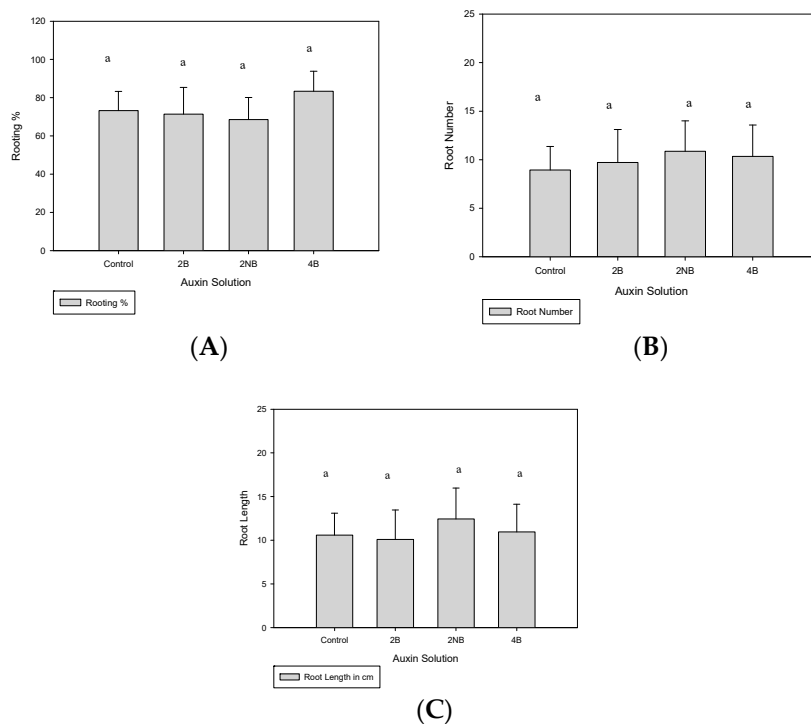 120
100
80
60
40
20
0
Rooting %
a a a a
Control 2B 2NB 4B
Auxin Solution
Rooting %
(A)
25
20
15
10
5
0
Root Number
a a a a
Control 2B 2NB 4B
Auxin Solution
Root Number
(B)
25
20
15
10
5
0
Root Length
a a a a
Control 2B 2NB 4B
Auxin Solution
Root Length in cm
(C)